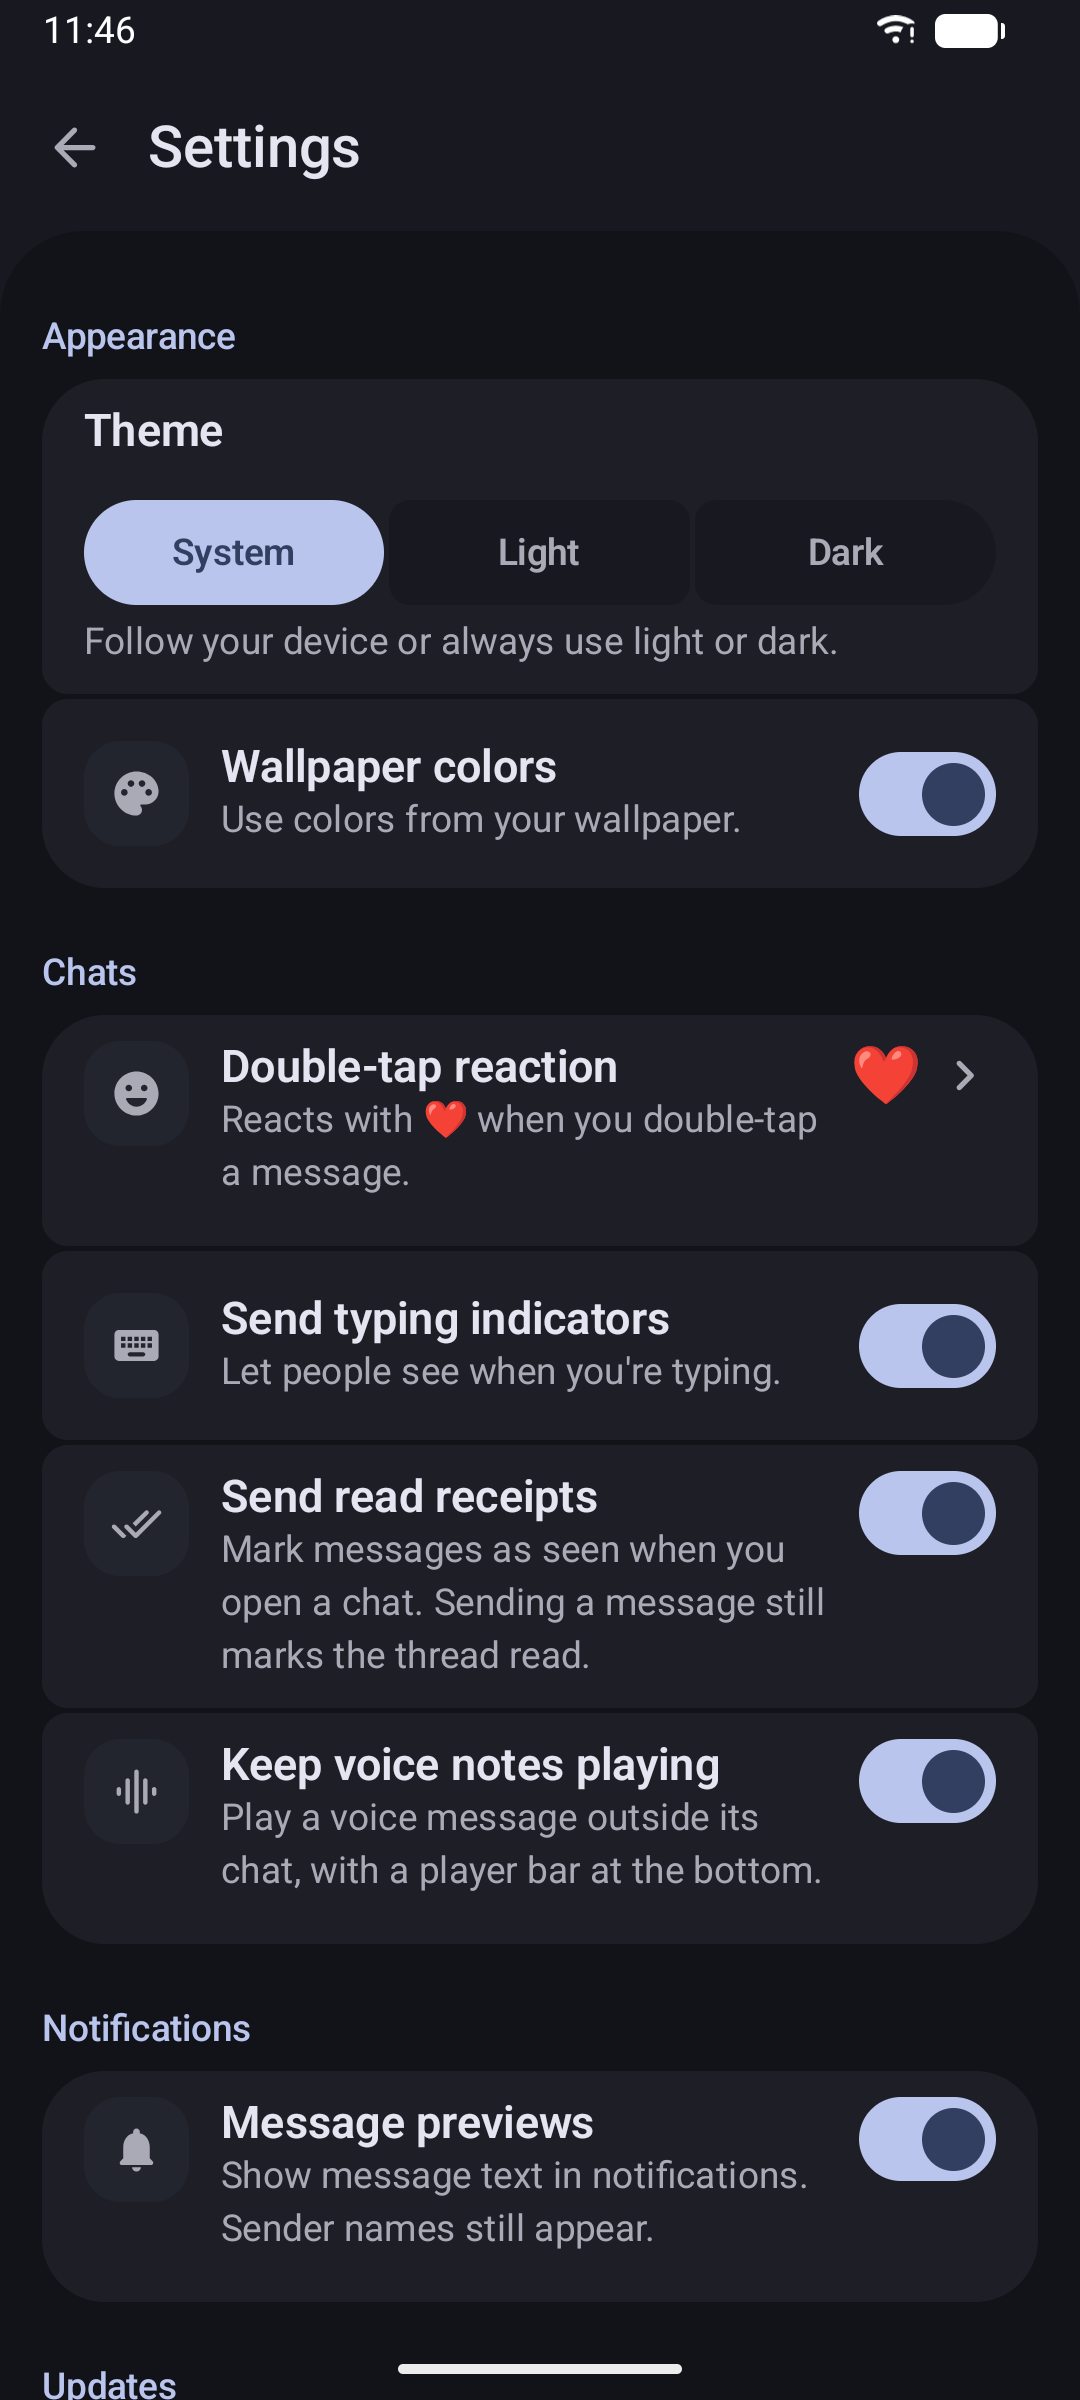 11:46
Settings
Appearance
Theme
System
Light
Dark
Follow your device or always use light or dark.
Wallpaper colors
Use colors from your wallpaper.
Chats
Double-tap reaction
Reacts with ❤️ when you double-tap
a message.
❤️
Send typing indicators
Let people see when you're typing.
Send read receipts
Mark messages as seen when you
open a chat. Sending a message still
marks the thread read.
Keep voice notes playing
Play a voice message outside its
chat, with a player bar at the bottom.
Notifications
Message previews
Show message text in notifications.
Sender names still appear.
Updates